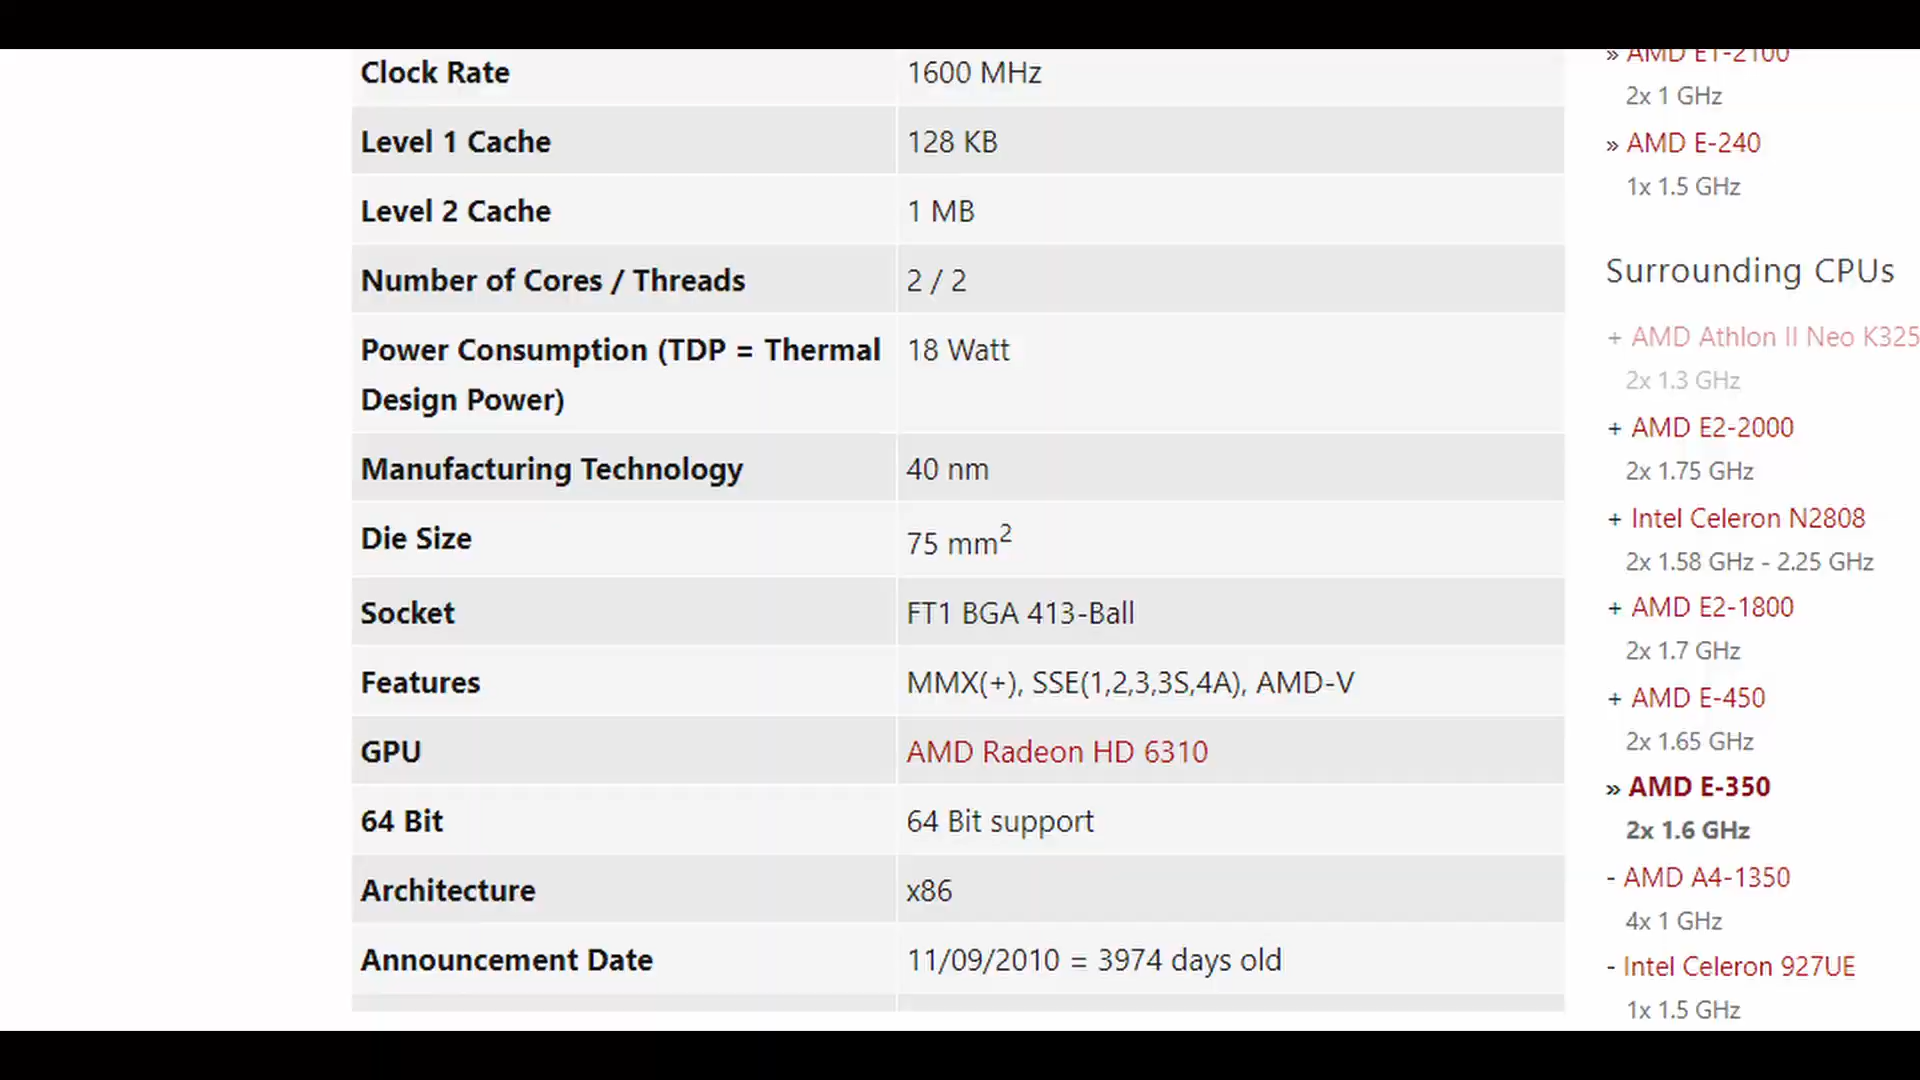 Clock Rate 1600 MHz
Level 1 Cache 128 KB
Level 2 Cache 1 MB
Number of Cores / Threads 2 / 2
Power Consumption (TDP = Thermal 18 Watt
Design Power)
Manufacturing Technology 40 nm
Die Size 75 mm²
Socket FT1 BGA 413-Ball
Features MMX(+), SSE(1,2,3,3S,4A), AMD-V
GPU AMD Radeon HD 6310
64 Bit 64 Bit support
Architecture x86
Announcement Date 11/09/2010 = 3974 days old
» AMD E1-2100
2x 1 GHz
» AMD E-240
1x 1.5 GHz
Surrounding CPUs
+ AMD Athlon II Neo K325
2x 1.3 GHz
+ AMD E2-2000
2x 1.75 GHz
+ Intel Celeron N2808
2x 1.58 GHz - 2.25 GHz
+ AMD E2-1800
2x 1.7 GHz
+ AMD E-450
2x 1.65 GHz
» AMD E-350
2x 1.6 GHz
- AMD A4-1350
4x 1 GHz
- Intel Celeron 927UE
1x 1.5 GHz